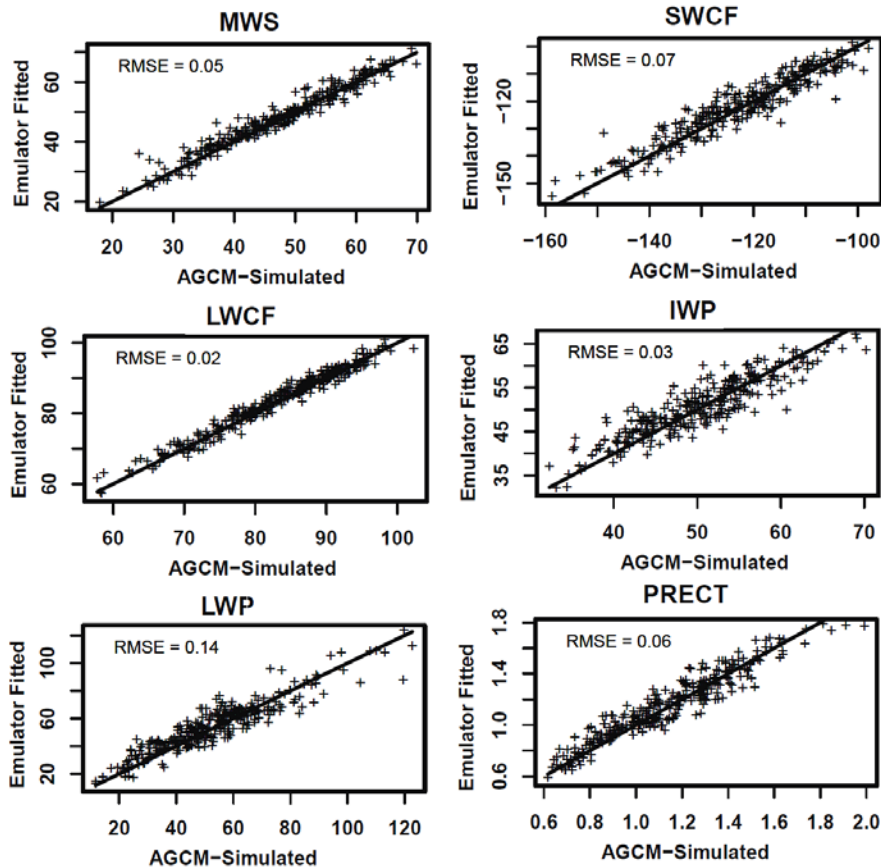 MWS
RMSE = 0.05
Emulator Fitted
20 40 60
20 30 40 50 60 70
AGCM−Simulated
SWCF
RMSE = 0.07
Emulator Fitted
−150 −120
−160 −140 −120 −100
AGCM−Simulated
LWCF
RMSE = 0.02
Emulator Fitted
60 80 100
60 70 80 90 100
AGCM−Simulated
IWP
RMSE = 0.03
Emulator Fitted
35 45 55 65
40 50 60 70
AGCM−Simulated
LWP
RMSE = 0.14
Emulator Fitted
20 60 100
20 40 60 80 100 120
AGCM−Simulated
PRECT
RMSE = 0.06
Emulator Fitted
0.6 1.0 1.4 1.8
0.6 0.8 1.0 1.2 1.4 1.6 1.8 2.0
AGCM−Simulated